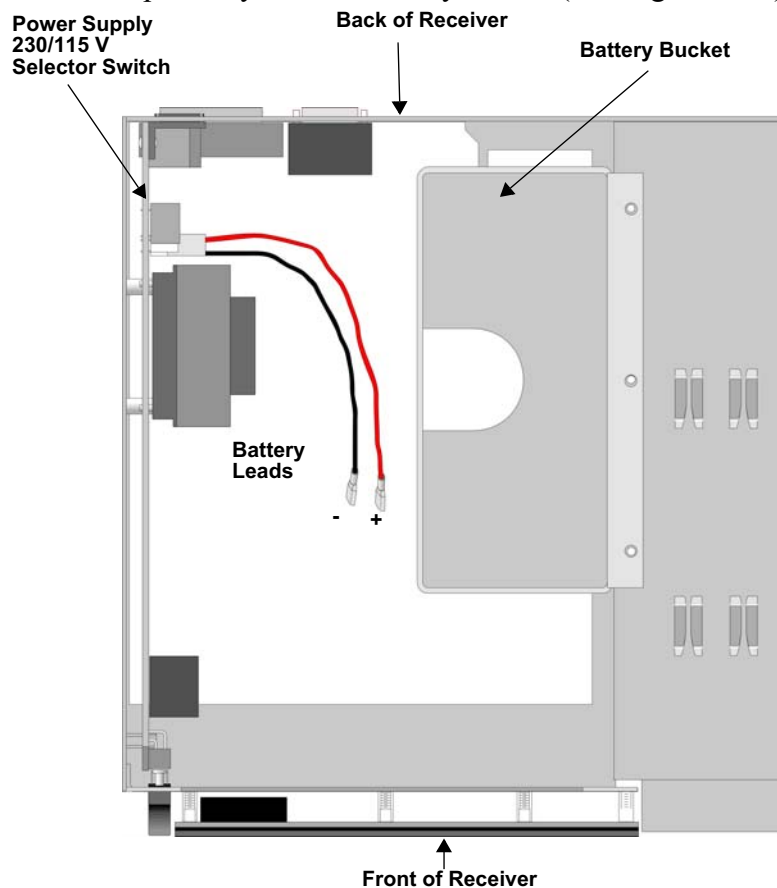 Power Supply
230/115 V
Selector Switch
Back of Receiver
Battery Bucket
Battery
Leads
- +
Front of Receiver